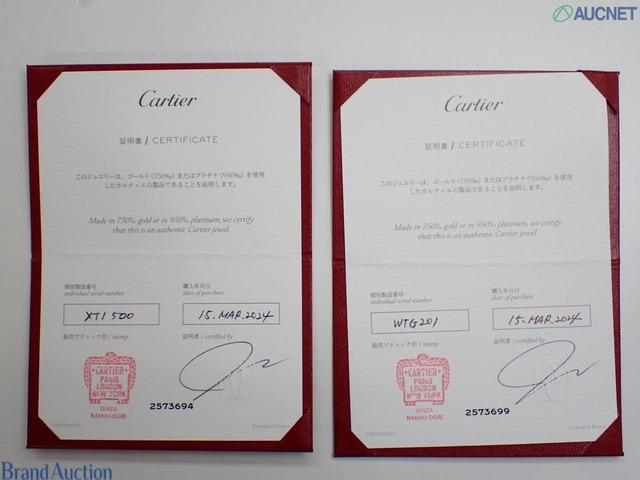 AUCNET
Cartier
証明書 / CERTIFICATE
このジュエリーは、ゴールド(750‰)またはプラチナ(950‰)を使用
したカルティエの製品であることを証明します。
Made in 750‰ gold or in 950‰ platinum, we certify
that this is an authentic Cartier jewel
個別製造番号
individual serial number
XT1 500
購入年月日
date of purchase
15. MAR. 2024
販売ブティック印 / stamp
証明者 / certified by
CARTIER
PARIS
LONDON
NEW YORK
GINZA
NAMIKI-DORI
2573694
Printed in France
Cartier
証明書 / CERTIFICATE
このジュエリーは、ゴールド(750‰)またはプラチナ(950‰)を使用
したカルティエの製品であることを証明します。
Made in 750‰ gold or in 950‰ platinum, we certify
that this is an authentic Cartier jewel
個別製造番号
individual serial number
WTG201
購入年月日
date of purchase
15. MAR. 2024
販売ブティック印 / stamp
証明者 / certified by
CARTIER
PARIS
LONDON
NEW YORK
GINZA
NAMIKI-DORI
2573699
Printed in France
Brand Auction